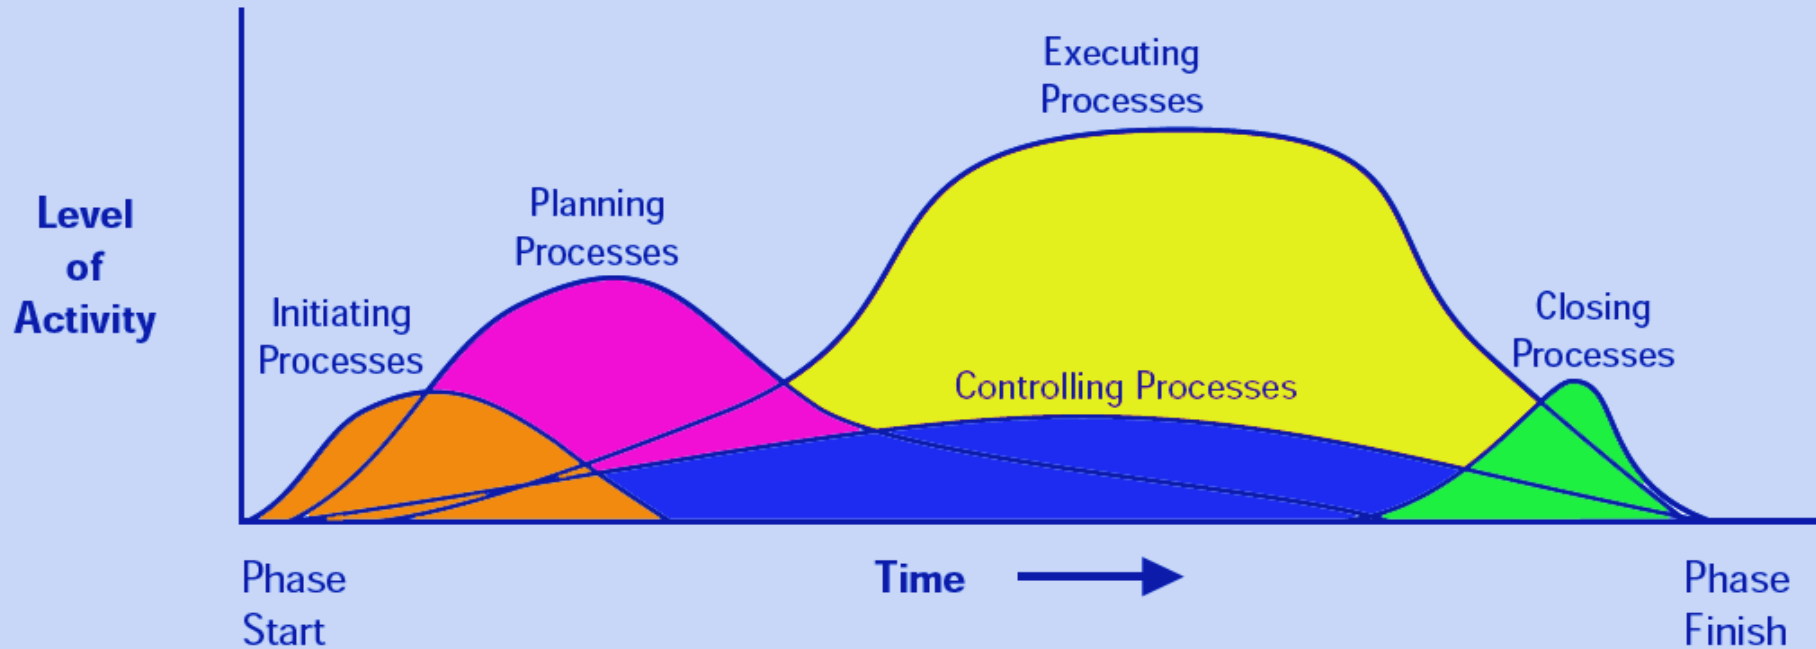 Executing
Processes
Planning
Processes
Level
of
Activity
Initiating
Processes
Closing
Processes
Controlling Processes
Phase
Start
Time
Phase
Finish